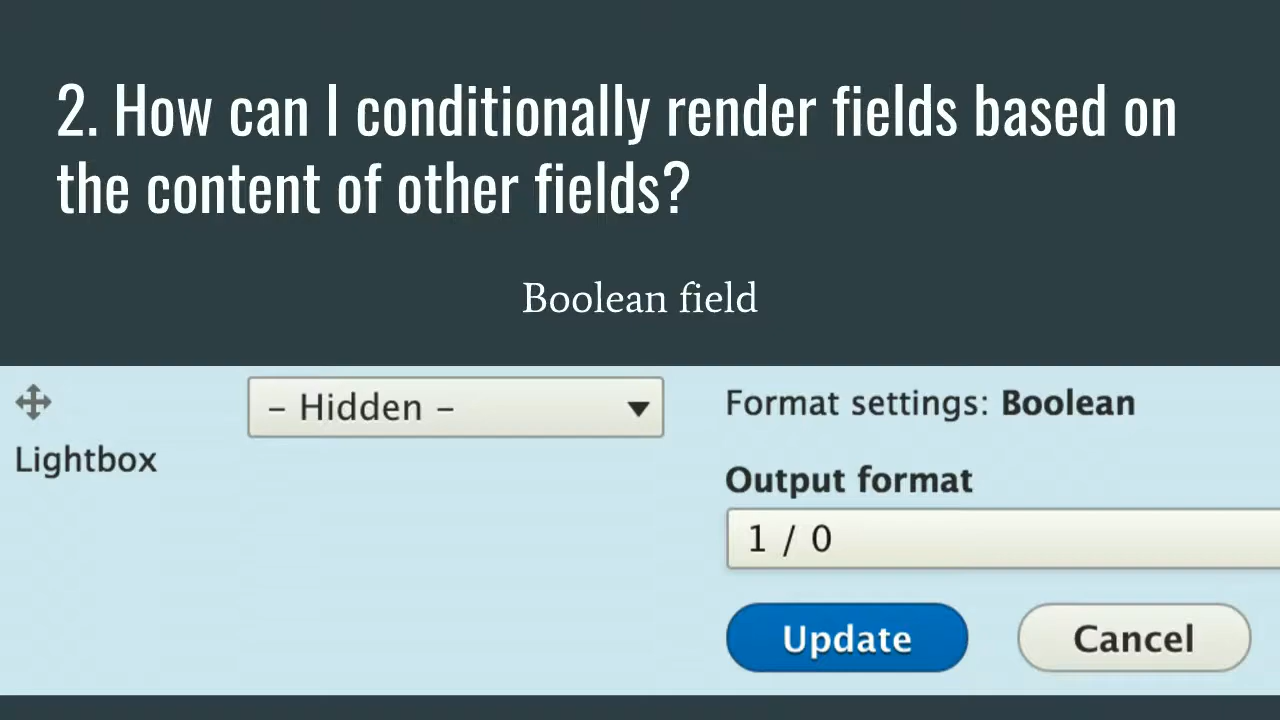 2. How can I conditionally render fields based on
the content of other fields?
Boolean field
– Hidden –
Format settings: Boolean
Lightbox
Output format
1 / 0
Update
Cancel